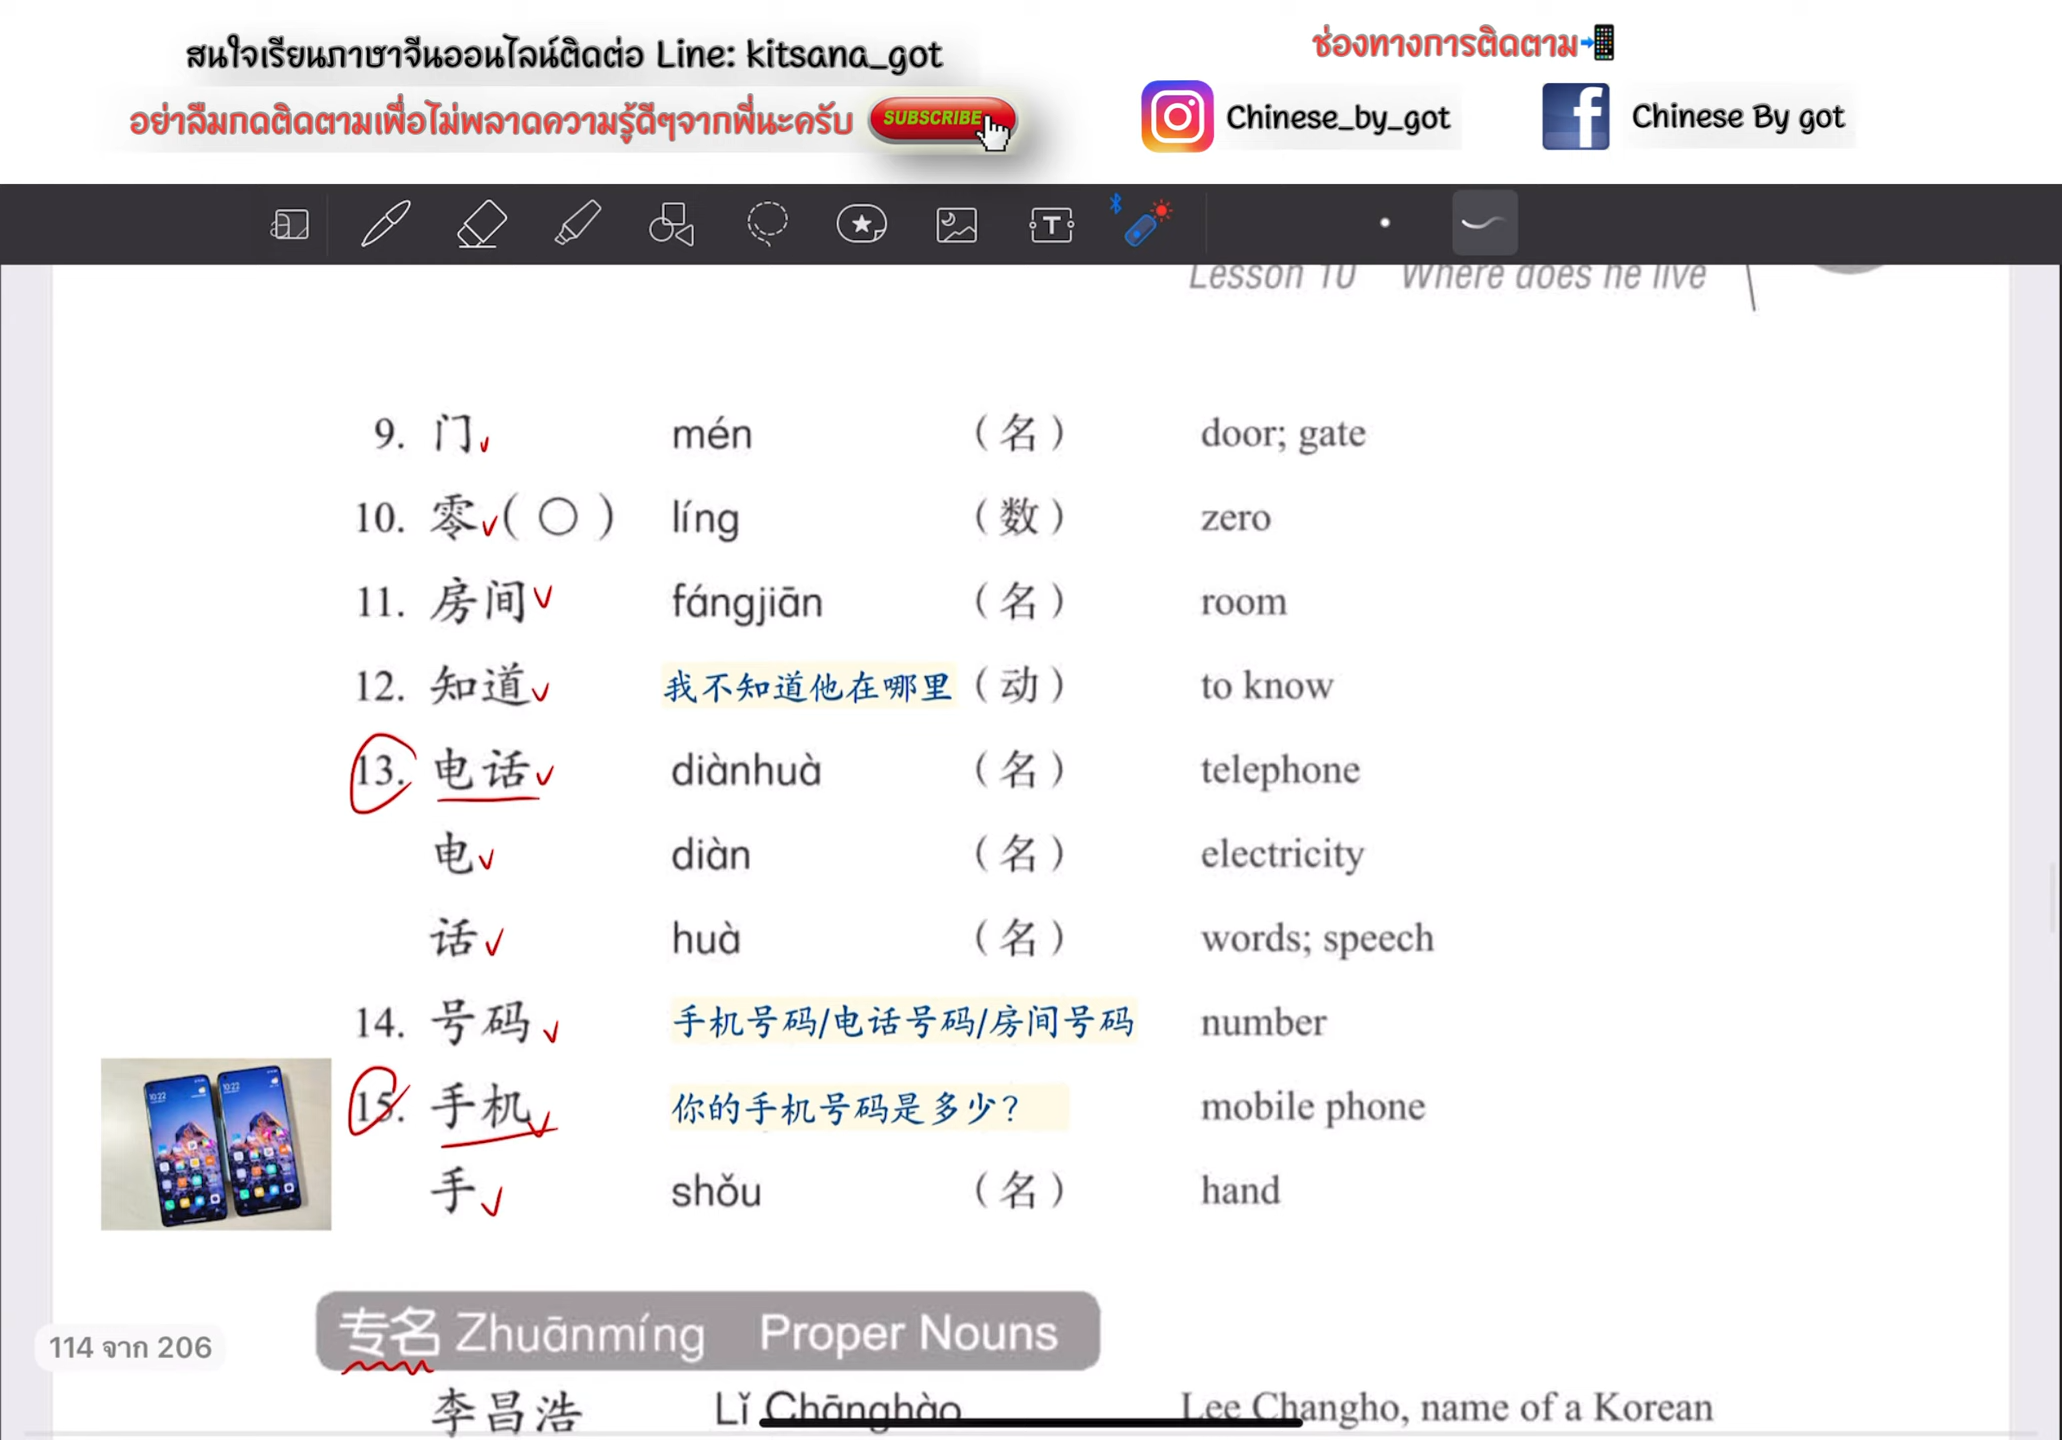 สนใจเรียนภาษาจีนออนไลน์ติดต่อ Line: kitsana_got
อย่าลืมกดติดตามเพื่อไม่พลาดความรู้ดีๆจากพี่นะครับ SUBSCRIBE
ช่องทางการติดตาม
Chinese_by_got
Chinese By got
Lesson 10 Where does he live
9. 门 mén （名） door; gate
10. 零（〇） líng （数） zero
11. 房间 fángjiān （名） room
12. 知道 我不知道他在哪里 （动） to know
13. 电话 diànhuà （名） telephone
电 diàn （名） electricity
话 huà （名） words; speech
14. 号码 手机号码/电话号码/房间号码 number
15. 手机 你的手机号码是多少？ mobile phone
手 shǒu （名） hand
专名 Zhuānmíng Proper Nouns
李昌浩 Lǐ Chānghào Lee Changho, name of a Korean
114 จาก 206